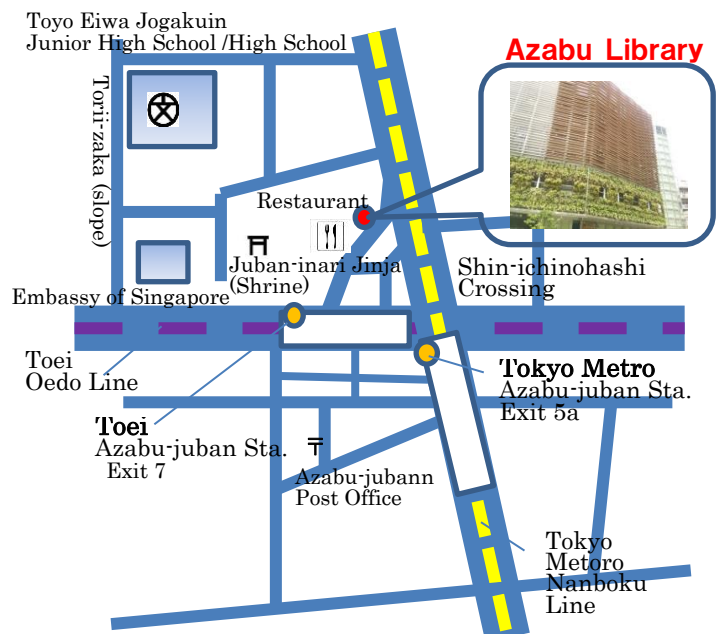 Toyo Eiwa Jogakuin
Junior High School /High School
Azabu Library
Torii-zaka (slope)
文
Restaurant
Juban-inari Jinja
(Shrine)
Shin-ichinohashi
Crossing
Embassy of Singapore
Toei
Oedo Line
Tokyo Metro
Azabu-juban Sta.
Exit 5a
Toei
Azabu-juban Sta.
Exit 7
〒
Azabu-jubann
Post Office
Tokyo
Metoro
Nanboku
Line